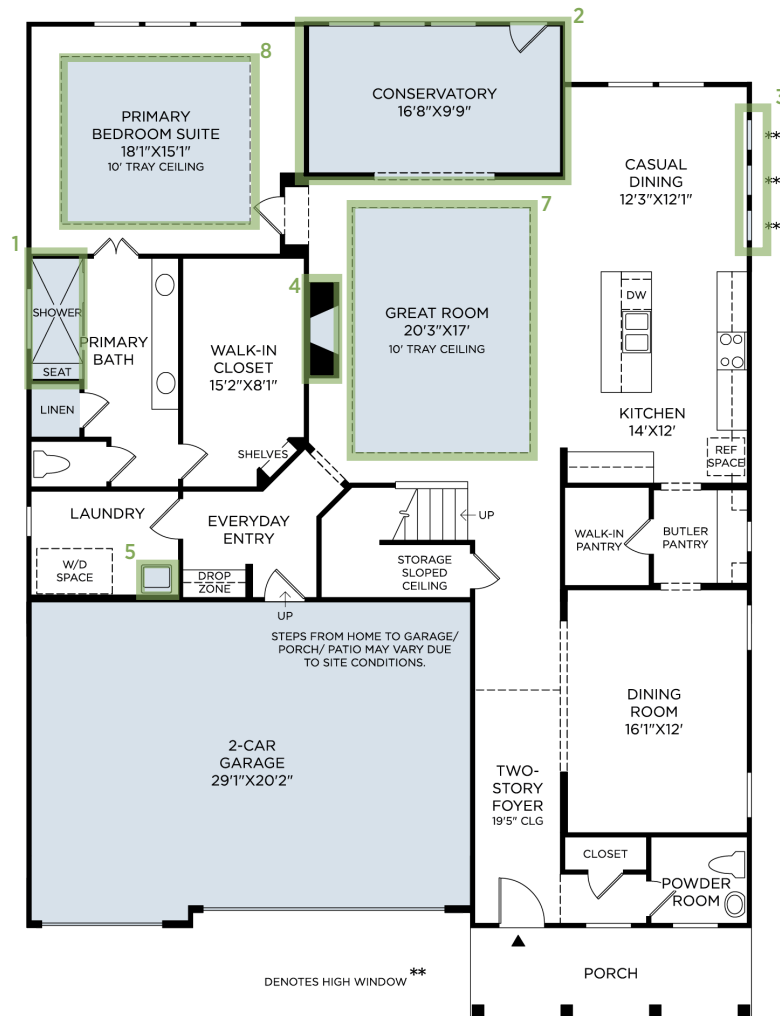 2
8
3
PRIMARY
BEDROOM SUITE
18'1"X15'1"
10' TRAY CEILING
CONSERVATORY
16'8"X9'9"
CASUAL
DINING
12'3"X12'1"
**
**
**
7
1
4
SHOWER
SEAT
LINEN
PRIMARY
BATH
WALK-IN
CLOSET
15'2"X8'1"
SHELVES
GREAT ROOM
20'3"X17'
10' TRAY CEILING
DW
KITCHEN
14'X12'
REF
SPACE
LAUNDRY
W/D
SPACE
5
EVERYDAY
ENTRY
DROP
ZONE
UP
UP
STORAGE
SLOPED
CEILING
WALK-IN
PANTRY
BUTLER
PANTRY
STEPS FROM HOME TO GARAGE/
PORCH/ PATIO MAY VARY DUE
TO SITE CONDITIONS.
2-CAR
GARAGE
29'1"X20'2"
DINING
ROOM
16'1"X12'
TWO-
STORY
FOYER
19'5" CLG
CLOSET
POWDER
ROOM
DENOTES HIGH WINDOW **
PORCH